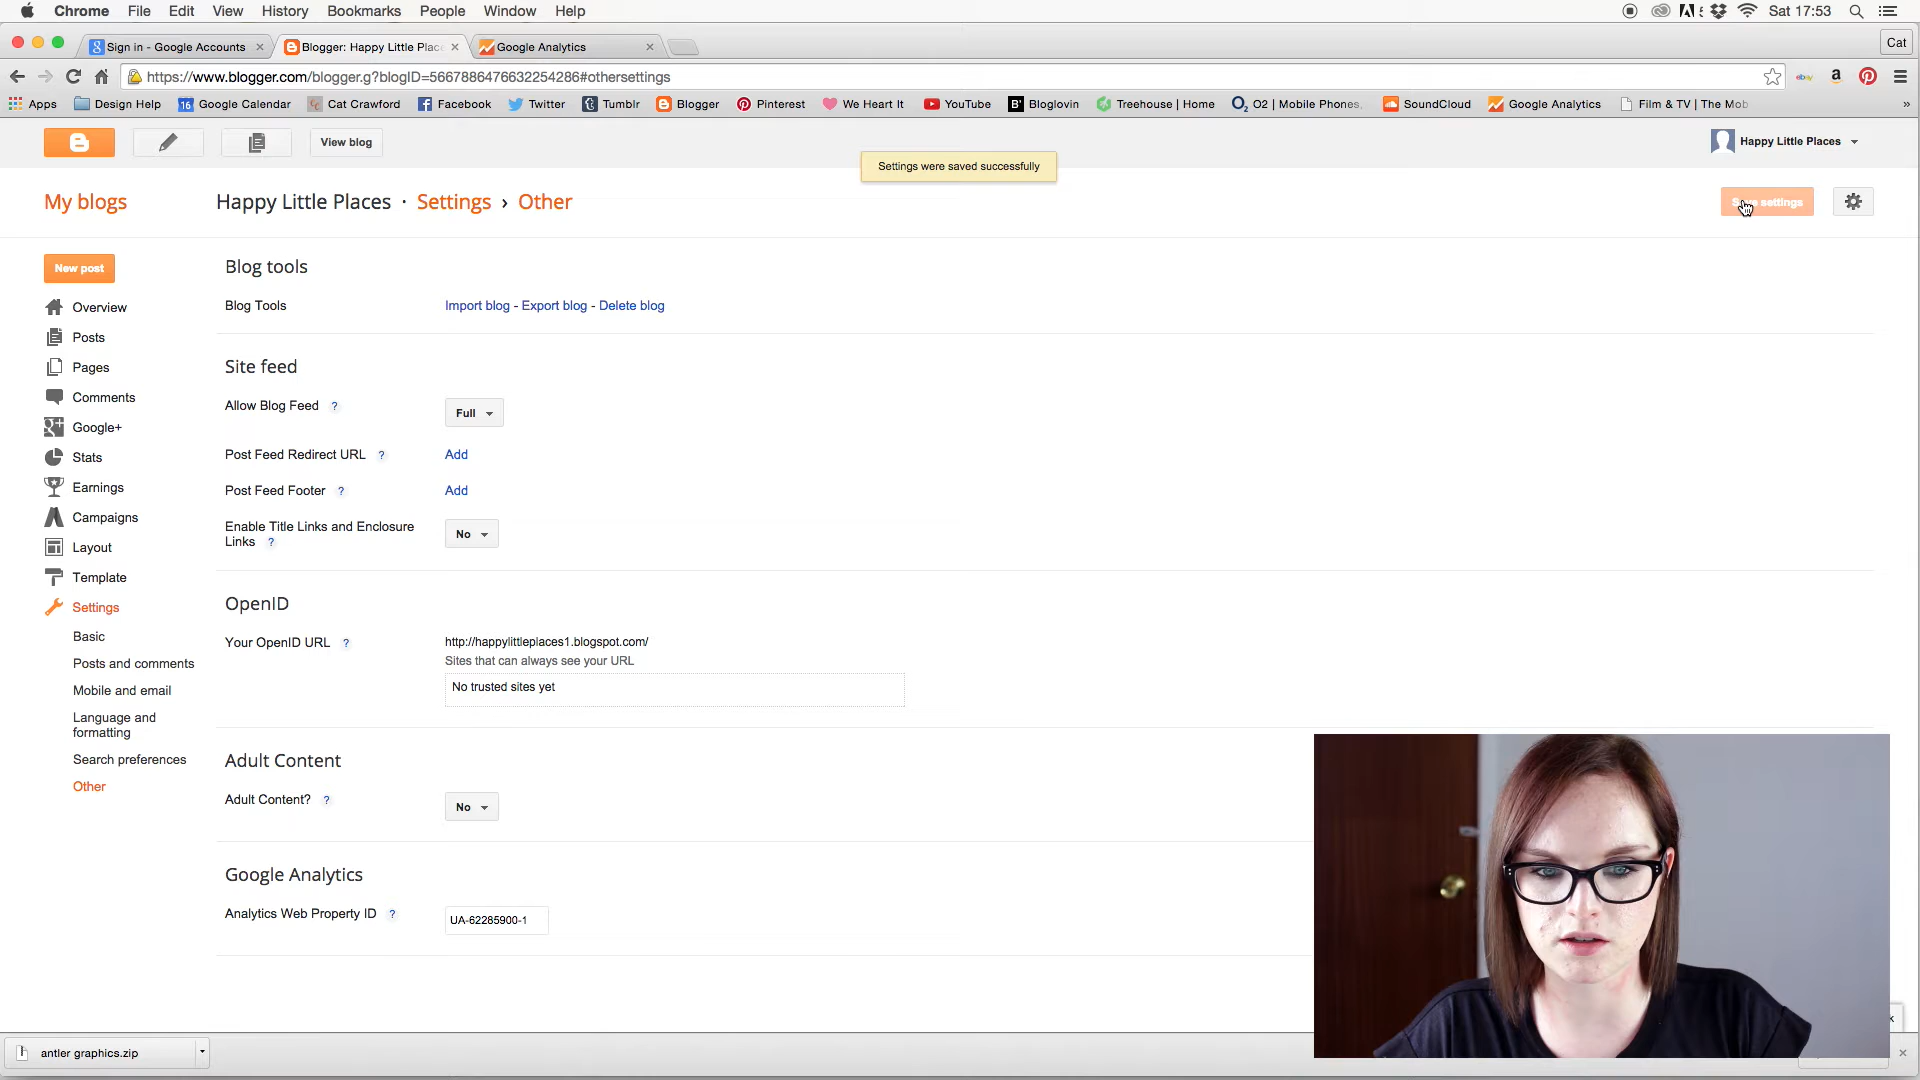 Chrome File Edit View History Bookmarks People Window Help Sat 17:53
Sign in - Google Accounts Blogger: Happy Little Plac Google Analytics Cat
https://www.blogger.com/blogger.g?blogID=5667886476632254286#othersettings
Apps Design Help 16 Google Calendar Cat Crawford Facebook Twitter Tumblr Blogger Pinterest We Heart It YouTube Bloglovin Treehouse | Home O2 | Mobile Phones, SoundCloud Google Analytics Film & TV | The Mob »
View blog Happy Little Places
Settings were saved successfully
My blogs Happy Little Places · Settings › Other settings
New post
Overview
Posts
Pages
Comments
Google+
Stats
Earnings
Campaigns
Layout
Template
Settings
Basic
Posts and comments
Mobile and email
Language and
formatting
Search preferences
Other
Blog tools
Blog Tools Import blog - Export blog - Delete blog
Site feed
Allow Blog Feed ? Full
Post Feed Redirect URL ? Add
Post Feed Footer ? Add
Enable Title Links and Enclosure
Links ? No
OpenID
Your OpenID URL ? http://happylittleplaces1.blogspot.com/
Sites that can always see your URL
No trusted sites yet
Adult Content
Adult Content? ? No
Google Analytics
Analytics Web Property ID ? UA-62285900-1
antler graphics.zip